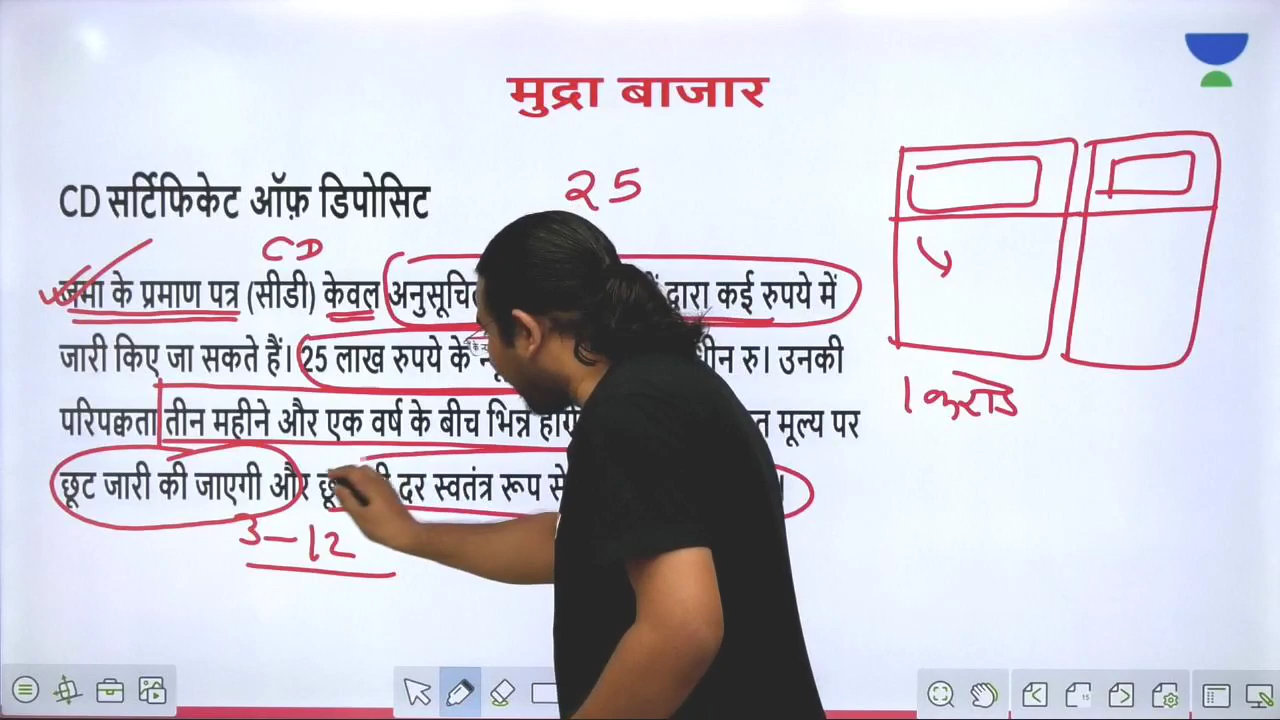 मुद्रा बाजार
CD सर्टिफिकेट ऑफ़ डिपोसिट
25
CD
जमा के प्रमाण पत्र (सीडी) केवल द्वारा कई रुपये में
जारी किए जा सकते हैं। 25 लाख रुपये के रु। उनकी
परिपक्वता तीन महीने और एक वर्ष के बीच भिन्न मूल्य पर
छूट जारी की जाएगी और दर स्वतंत्र रूप से
3-12
1 करोड़
15